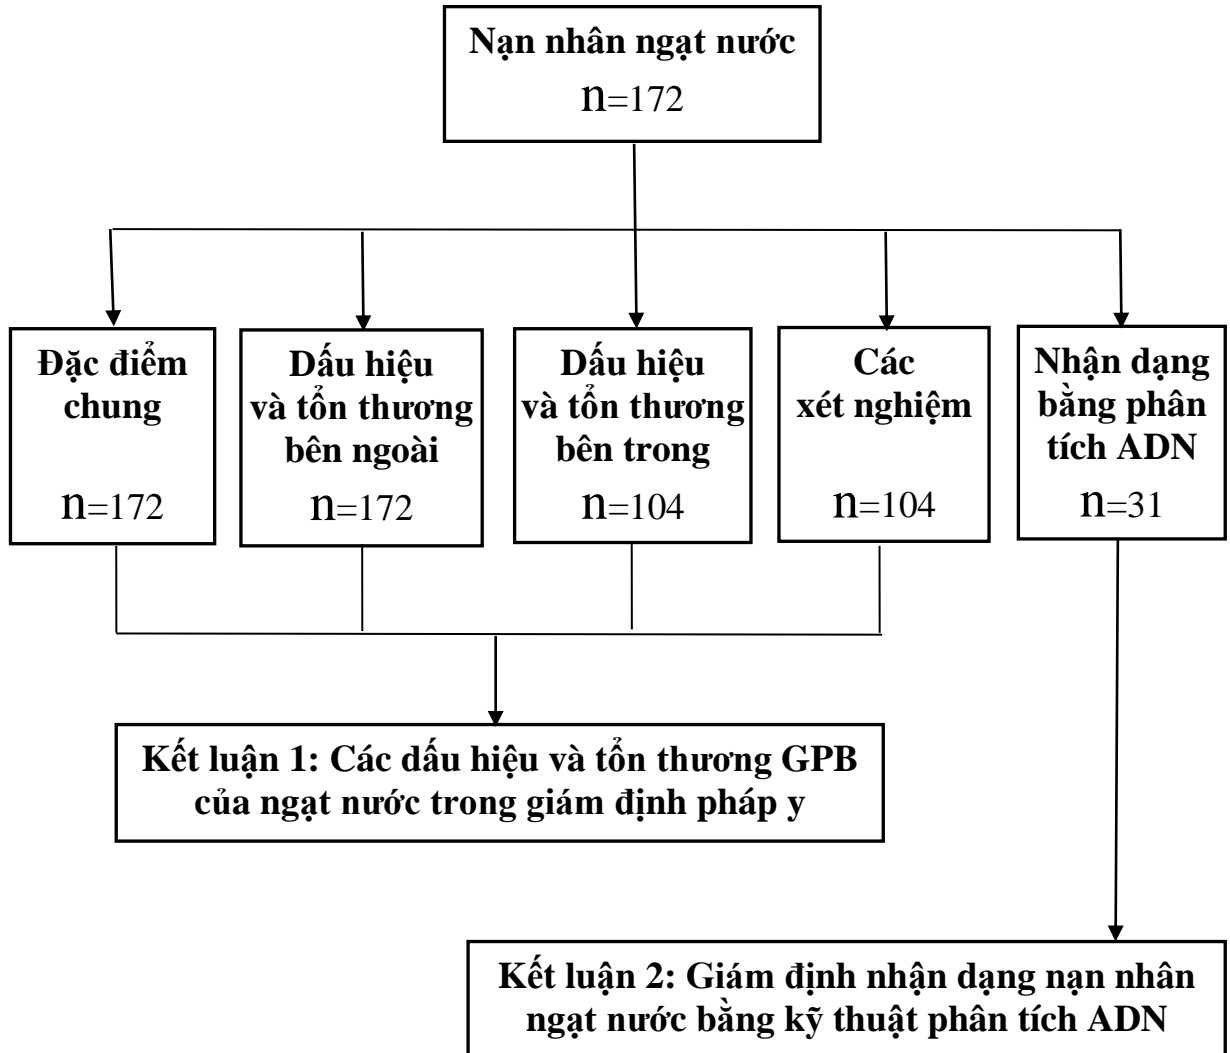 Nạn nhân ngạt nước
n=172
Đặc điểm
chung
n=172
Dấu hiệu
và tổn thương
bên ngoài
n=172
Dấu hiệu
và tổn thương
bên trong
n=104
Các
xét nghiệm
n=104
Nhận dạng
bằng phân
tích ADN
n=31
Kết luận 1: Các dấu hiệu và tổn thương GPB
của ngạt nước trong giám định pháp y
Kết luận 2: Giám định nhận dạng nạn nhân
ngạt nước bằng kỹ thuật phân tích ADN